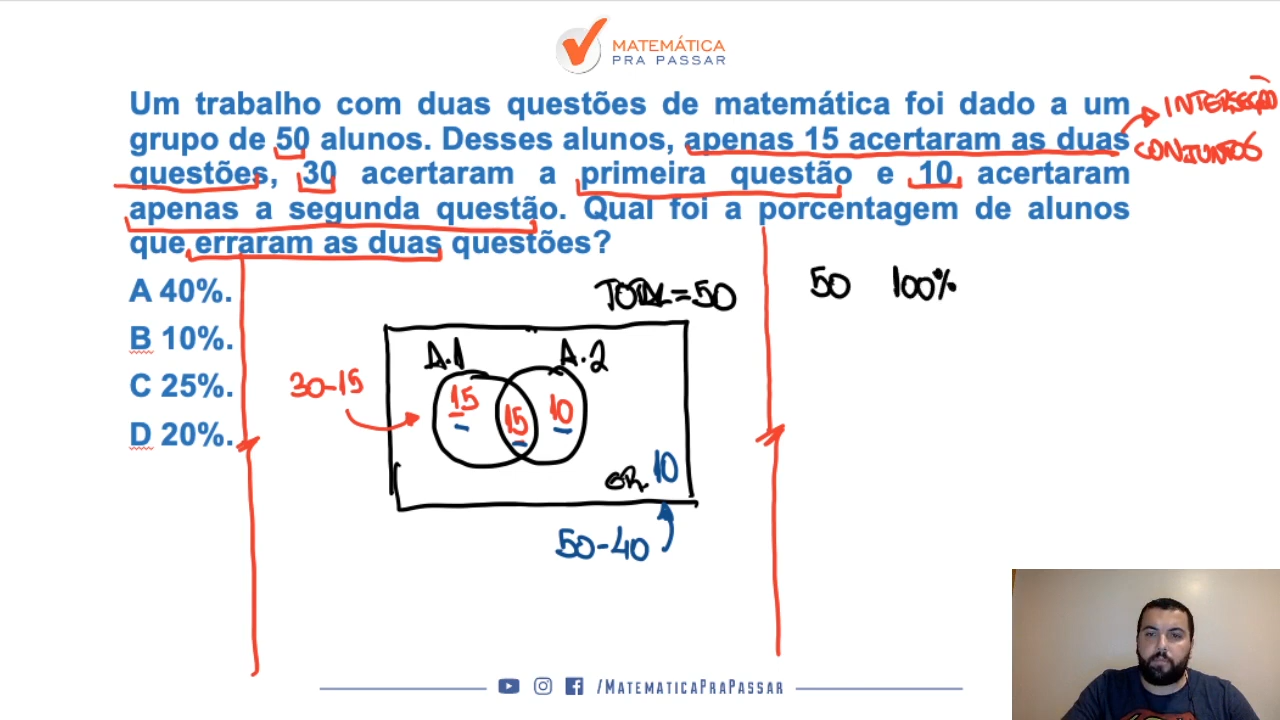 MATEMÁTICA
PRA PASSAR
Um trabalho com duas questões de matemática foi dado a um
grupo de 50 alunos. Desses alunos, apenas 15 acertaram as duas
questões, 30 acertaram a primeira questão e 10 acertaram
apenas a segunda questão. Qual foi a porcentagem de alunos
que erraram as duas questões?
INTERSEÇÃO
CONJUNTOS
A 40%.
B 10%.
C 25%.
D 20%.
TOTAL = 50
A.1
A.2
30-15
15
15
10
10
50-40
50 100%
/MATEMATICAPRAPASSAR